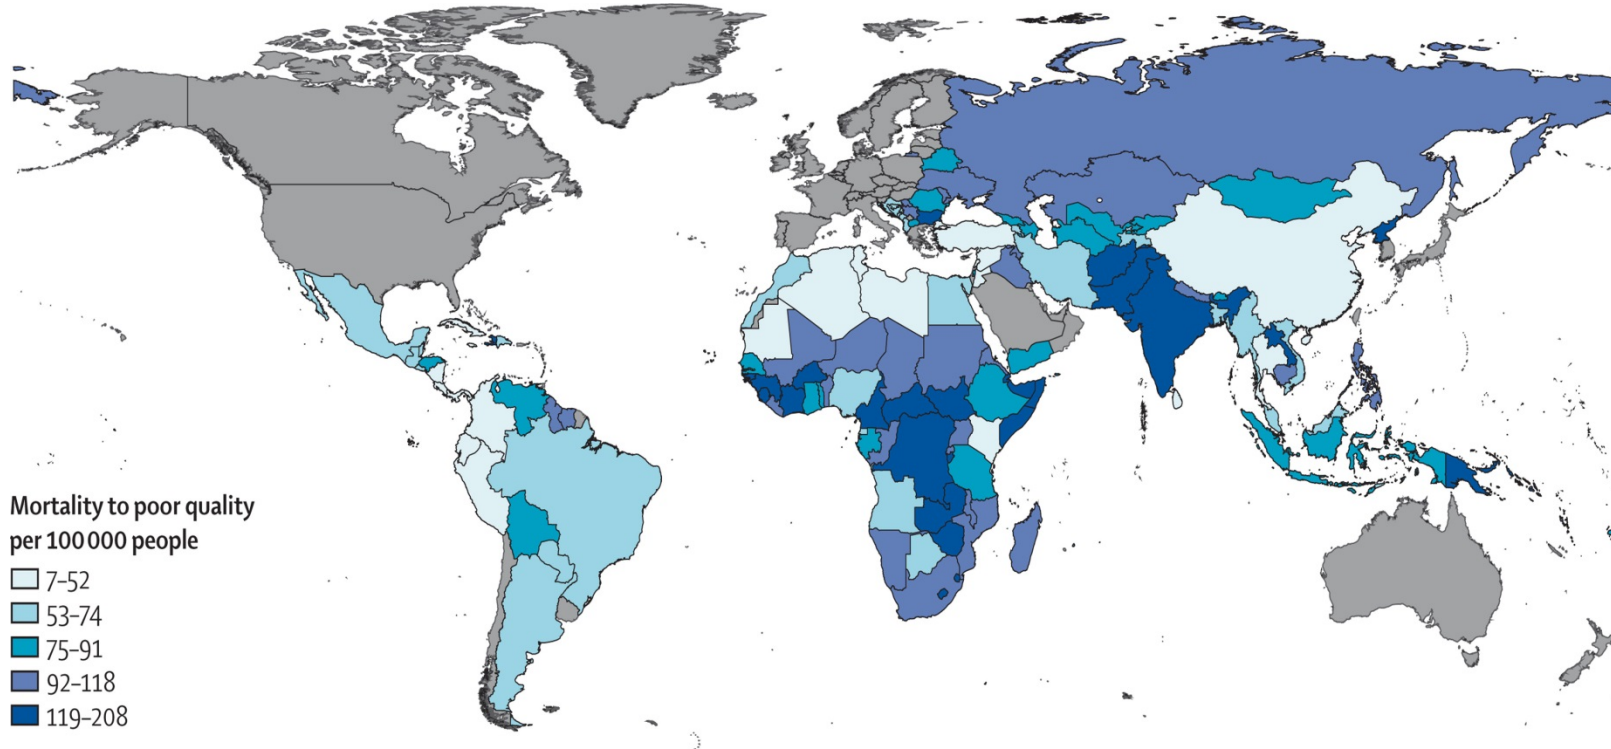 Mortality to poor quality
per 100 000 people
7–52
53–74
75–91
92–118
119–208